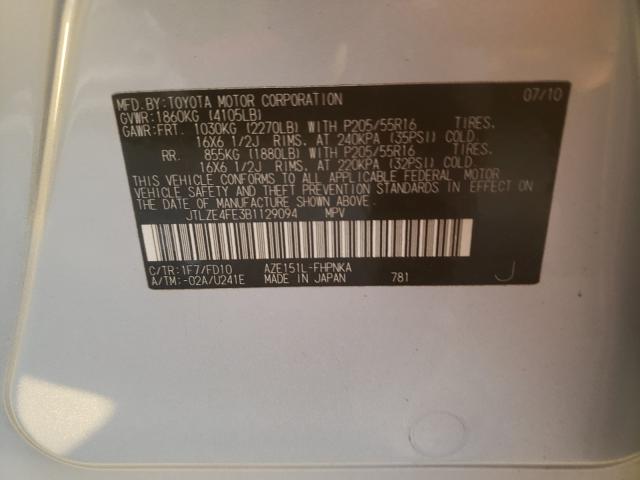 MFD. BY: TOYOTA MOTOR CORPORATION 07/10
GVWR: 1860KG (4105LB)
GAWR: FRT. 1030KG (2270LB) WITH P205/55R16 TIRES,
16X6 1/2J RIMS, AT 240KPA (35PSI) COLD.
RR. 855KG (1880LB) WITH P205/55R16 TIRES,
16X6 1/2J RIMS, AT 220KPA (32PSI) COLD.
THIS VEHICLE CONFORMS TO ALL APPLICABLE FEDERAL MOTOR
VEHICLE SAFETY AND THEFT PREVENTION STANDARDS IN EFFECT
ON THE DATE OF MANUFACTURE SHOWN ABOVE.
JTLZE4FE3B1129094 MPV
C/TR: 1F7/FD10 AZE151L-FHPNKA
A/TM: -02A/U241E MADE IN JAPAN 781 J